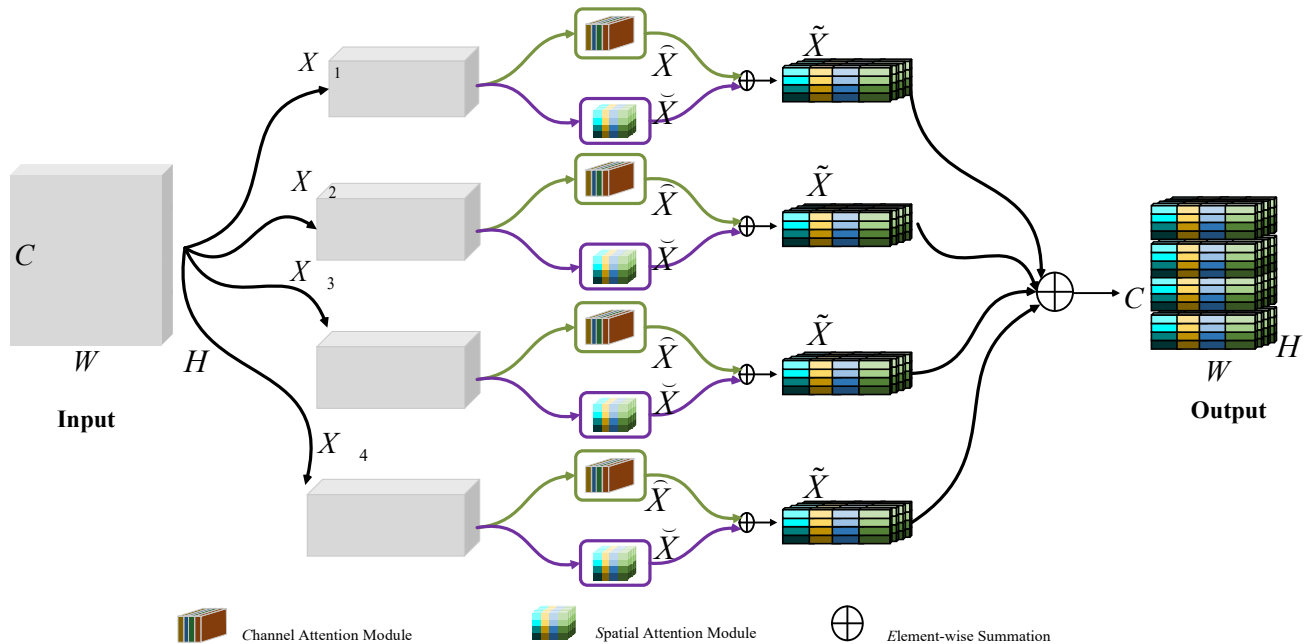 X 1
X̂
X̆
X̃
X 2
X̂
X̆
X̃
C
X 3
X̂
X̆
X̃
C
W
H
Input
W
H
Output
X 4
X̂
X̆
X̃
Channel Attention Module
Spatial Attention Module
Element-wise Summation